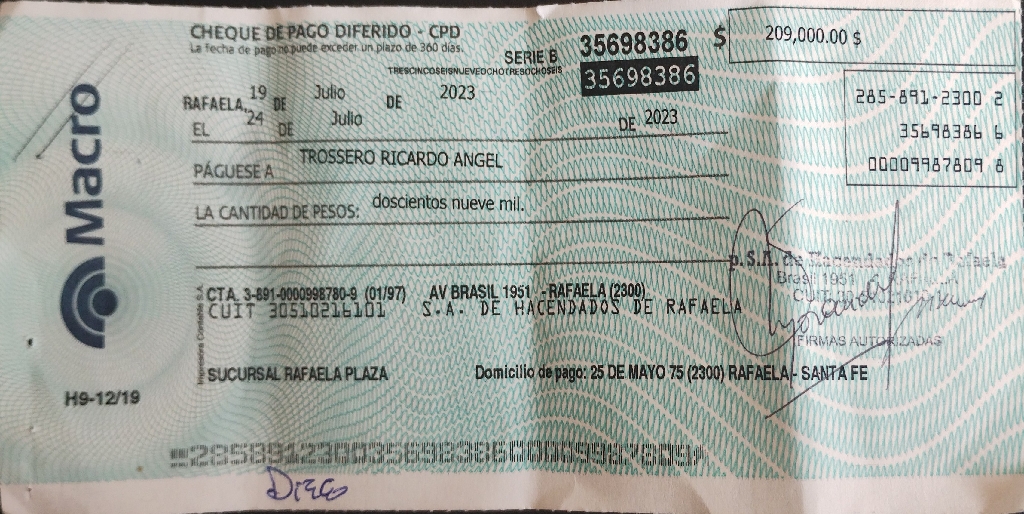 CHEQUE DE PAGO DIFERIDO - CPD
La fecha de pago no puede exceder un plazo de 360 días.
SERIE B 35698386 $ 209,000.00 $
TRESCINCOSEISNUEVEOCHOTRESOCHOSEIS
35698386
285-891-2300 2
35698386 6
00009987809 8
RAFAELA, 19 DE Julio DE 2023
EL 24 DE Julio DE 2023
PÁGUESE A TROSSERO RICARDO ANGEL
LA CANTIDAD DE PESOS: doscientos nueve mil.
Macro
CTA. 3-891-0000998780-9 (01/97) AV BRASIL 1951 - RAFAELA (2300)
CUIT 30510216101 S.A. DE HACENDADOS DE RAFAELA
p.S.A. de Hacendados de Rafaela
Brasil 1951
FIRMAS AUTORIZADAS
SUCURSAL RAFAELA PLAZA Domicilio de pago: 25 DE MAYO 75 (2300) RAFAELA - SANTA FE
H9-12/19
28589123003569838600009987809
Diego